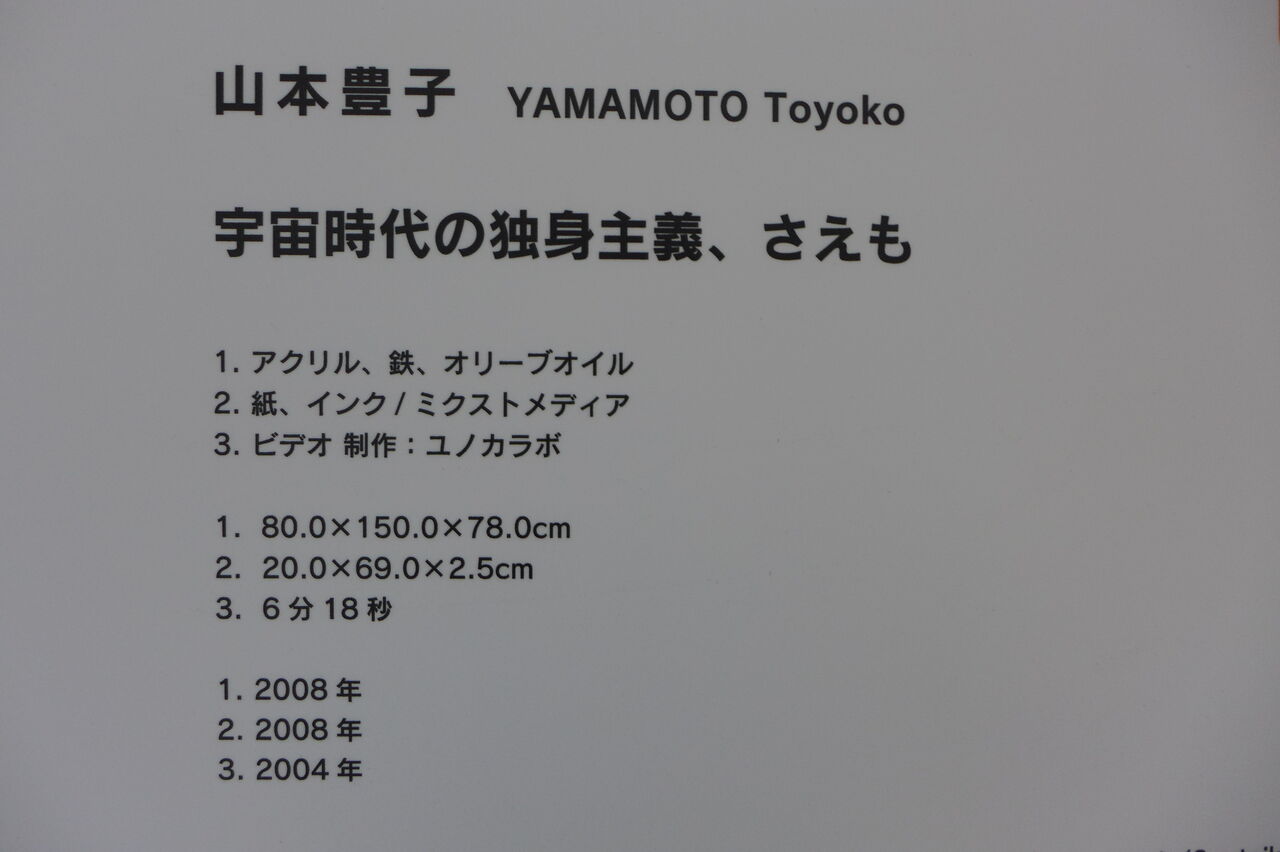 山本豊子 YAMAMOTO Toyoko
宇宙時代の独身主義、さえも
1. アクリル、鉄、オリーブオイル
2. 紙、インク / ミクストメディア
3. ビデオ 制作：ユノカラボ
1. 80.0×150.0×78.0cm
2. 20.0×69.0×2.5cm
3. 6分18秒
1. 2008年
2. 2008年
3. 2004年